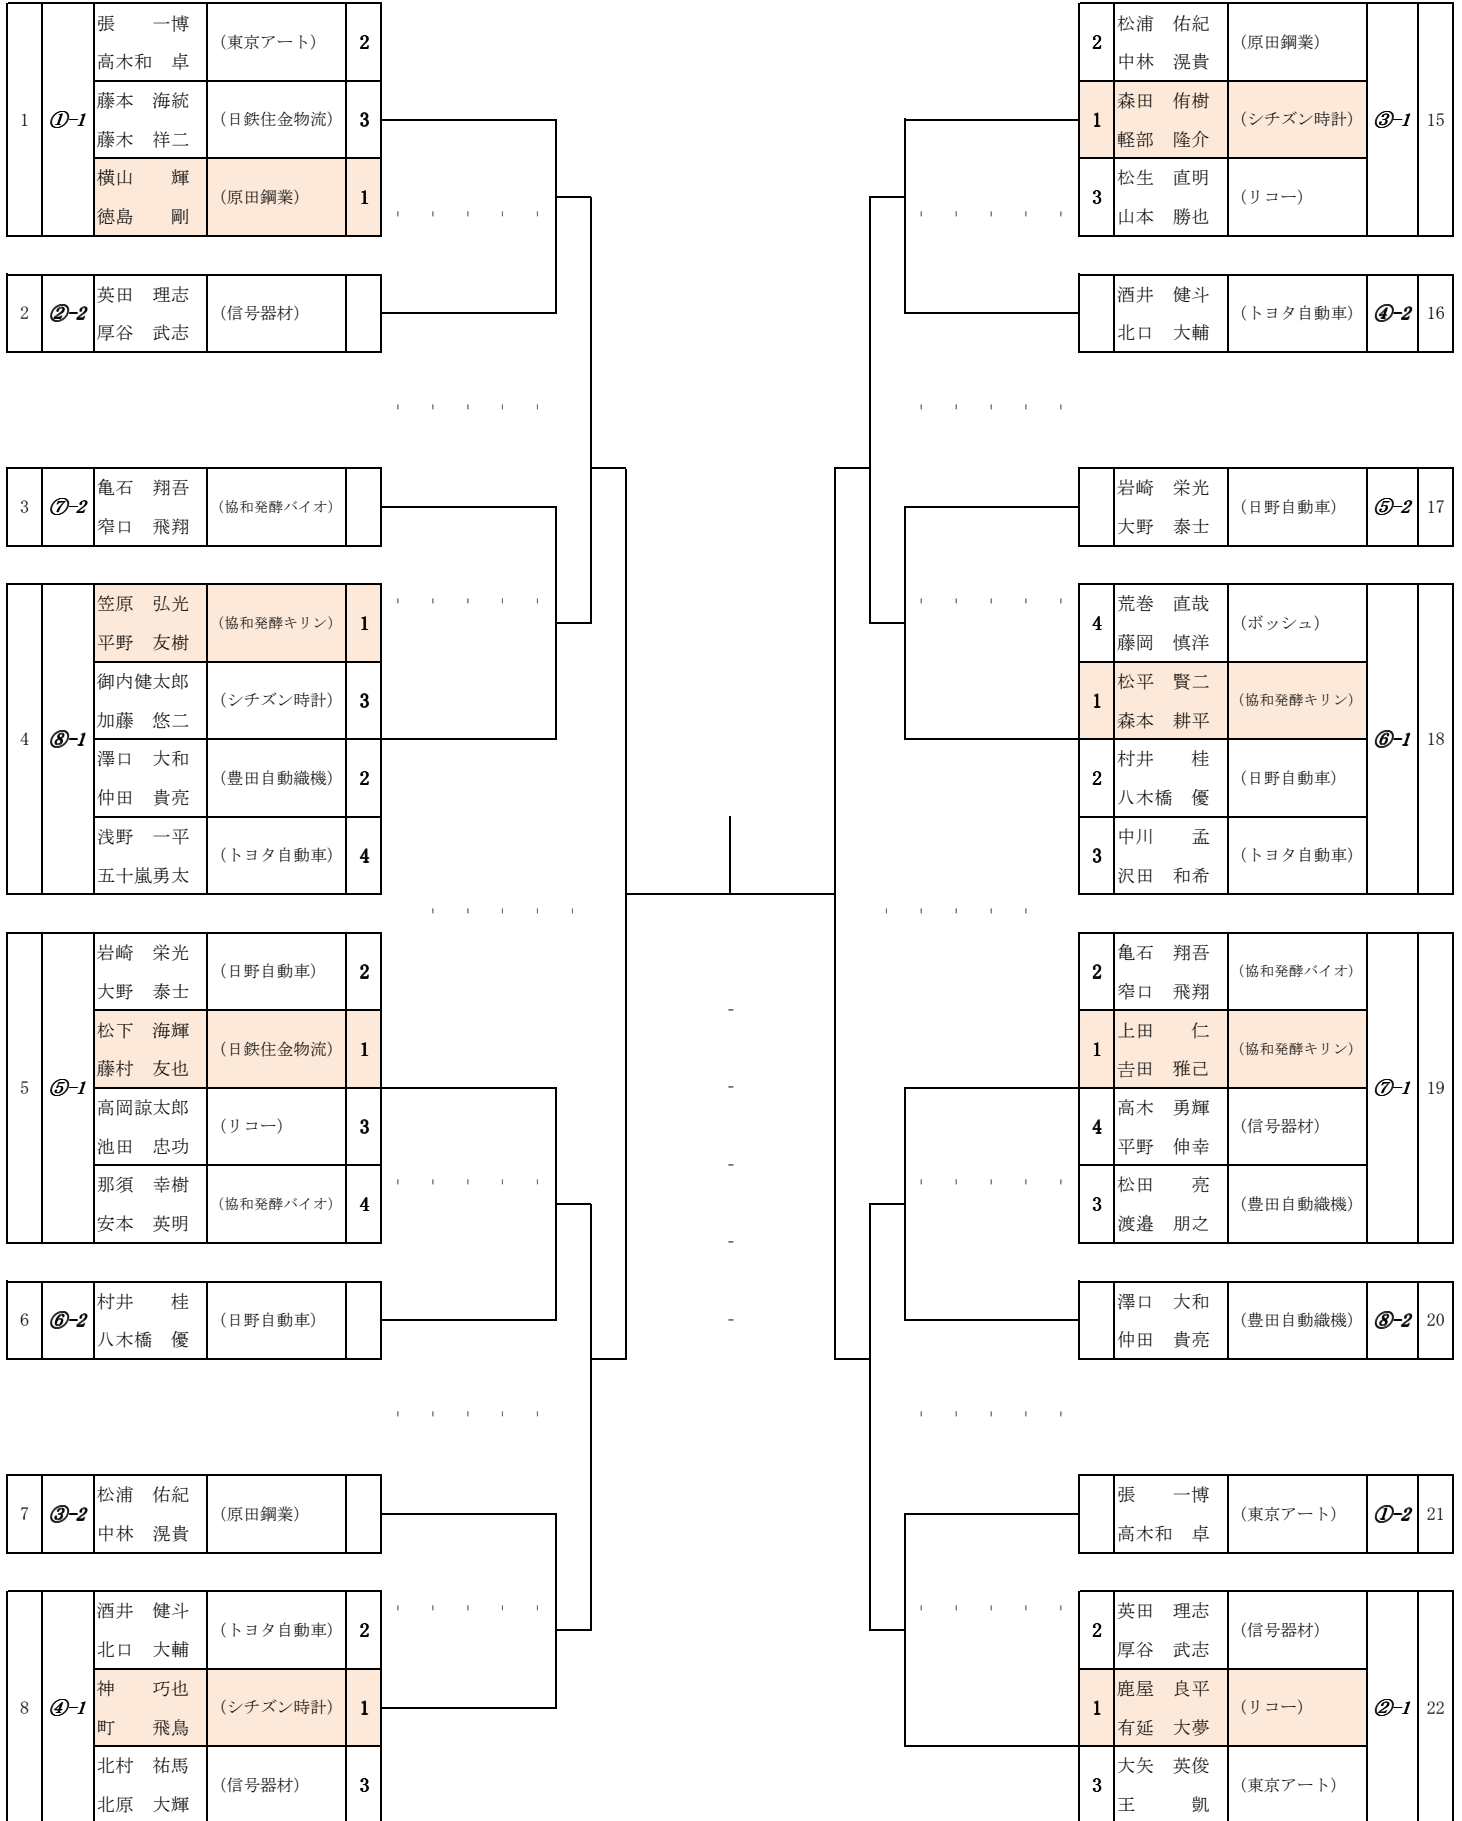 張　一博
高木和　卓
（東京アート）
2
1
①-1
藤本　海統
藤木　祥二
（日鉄住金物流）
3
横山　輝
徳島　剛
（原田鋼業）
1
2
②-2
英田　理志
厚谷　武志
（信号器材）
3
⑦-2
亀石　翔吾
窄口　飛翔
（協和発酵バイオ）
4
⑧-1
笠原　弘光
平野　友樹
（協和発酵キリン）
1
御内健太郎
加藤　悠二
（シチズン時計）
3
澤口　大和
仲田　貴亮
（豊田自動織機）
2
浅野　一平
五十嵐勇太
（トヨタ自動車）
4
5
⑤-1
岩崎　栄光
大野　泰士
（日野自動車）
2
松下　海輝
藤村　友也
（日鉄住金物流）
1
高岡諒太郎
池田　忠功
（リコー）
3
那須　幸樹
安本　英明
（協和発酵バイオ）
4
6
⑥-2
村井　桂
八木橋　優
（日野自動車）
7
③-2
松浦　佑紀
中林　滉貴
（原田鋼業）
8
④-1
酒井　健斗
北口　大輔
（トヨタ自動車）
2
神　巧也
町　飛鳥
（シチズン時計）
1
北村　祐馬
北原　大輝
（信号器材）
3
2
松浦　佑紀
中林　滉貴
（原田鋼業）
1
森田　侑樹
軽部　隆介
（シチズン時計）
③-1
15
3
松生　直明
山本　勝也
（リコー）
酒井　健斗
北口　大輔
（トヨタ自動車）
④-2
16
岩崎　栄光
大野　泰士
（日野自動車）
⑤-2
17
4
荒巻　直哉
藤岡　慎洋
（ボッシュ）
1
松平　賢二
森本　耕平
（協和発酵キリン）
⑥-1
18
2
村井　桂
八木橋　優
（日野自動車）
3
中川　孟
沢田　和希
（トヨタ自動車）
2
亀石　翔吾
窄口　飛翔
（協和発酵バイオ）
1
上田　仁
𠮷田　雅己
（協和発酵キリン）
⑦-1
19
4
高木　勇輝
平野　伸幸
（信号器材）
3
松田　亮
渡邉　朋之
（豊田自動織機）
澤口　大和
仲田　貴亮
（豊田自動織機）
⑧-2
20
張　一博
高木和　卓
（東京アート）
①-2
21
2
英田　理志
厚谷　武志
（信号器材）
1
鹿屋　良平
有延　大夢
（リコー）
②-1
22
3
大矢　英俊
王　凱
（東京アート）